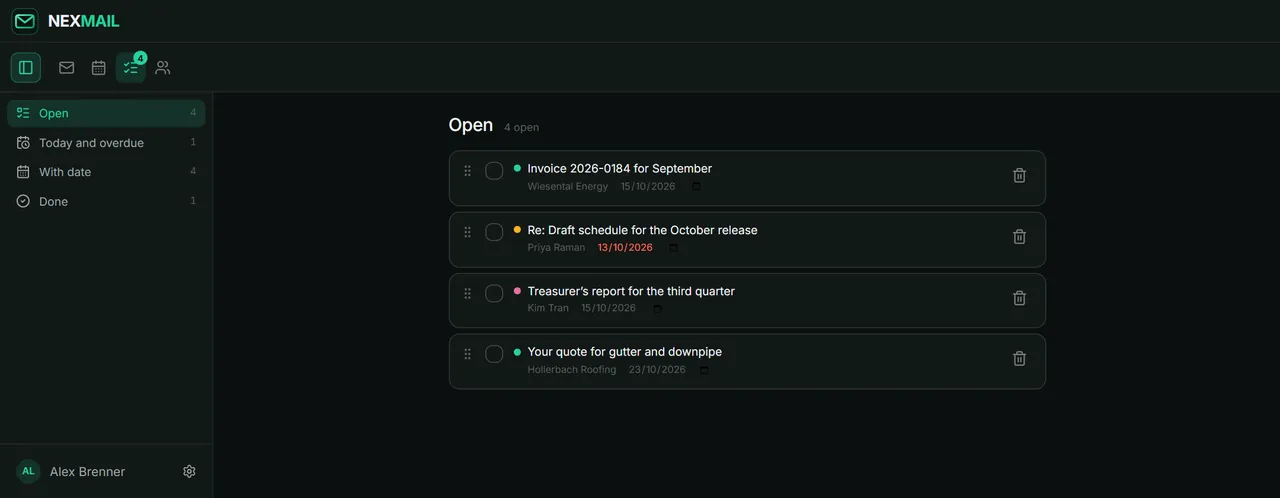 NEXMAIL
4
Open 4
Today and overdue 1
With date 4
Done 1
Open 4 open
Invoice 2026-0184 for September
Wiesental Energy 15/10/2026
Re: Draft schedule for the October release
Priya Raman 13/10/2026
Treasurer’s report for the third quarter
Kim Tran 15/10/2026
Your quote for gutter and downpipe
Hollerbach Roofing 23/10/2026
AL Alex Brenner